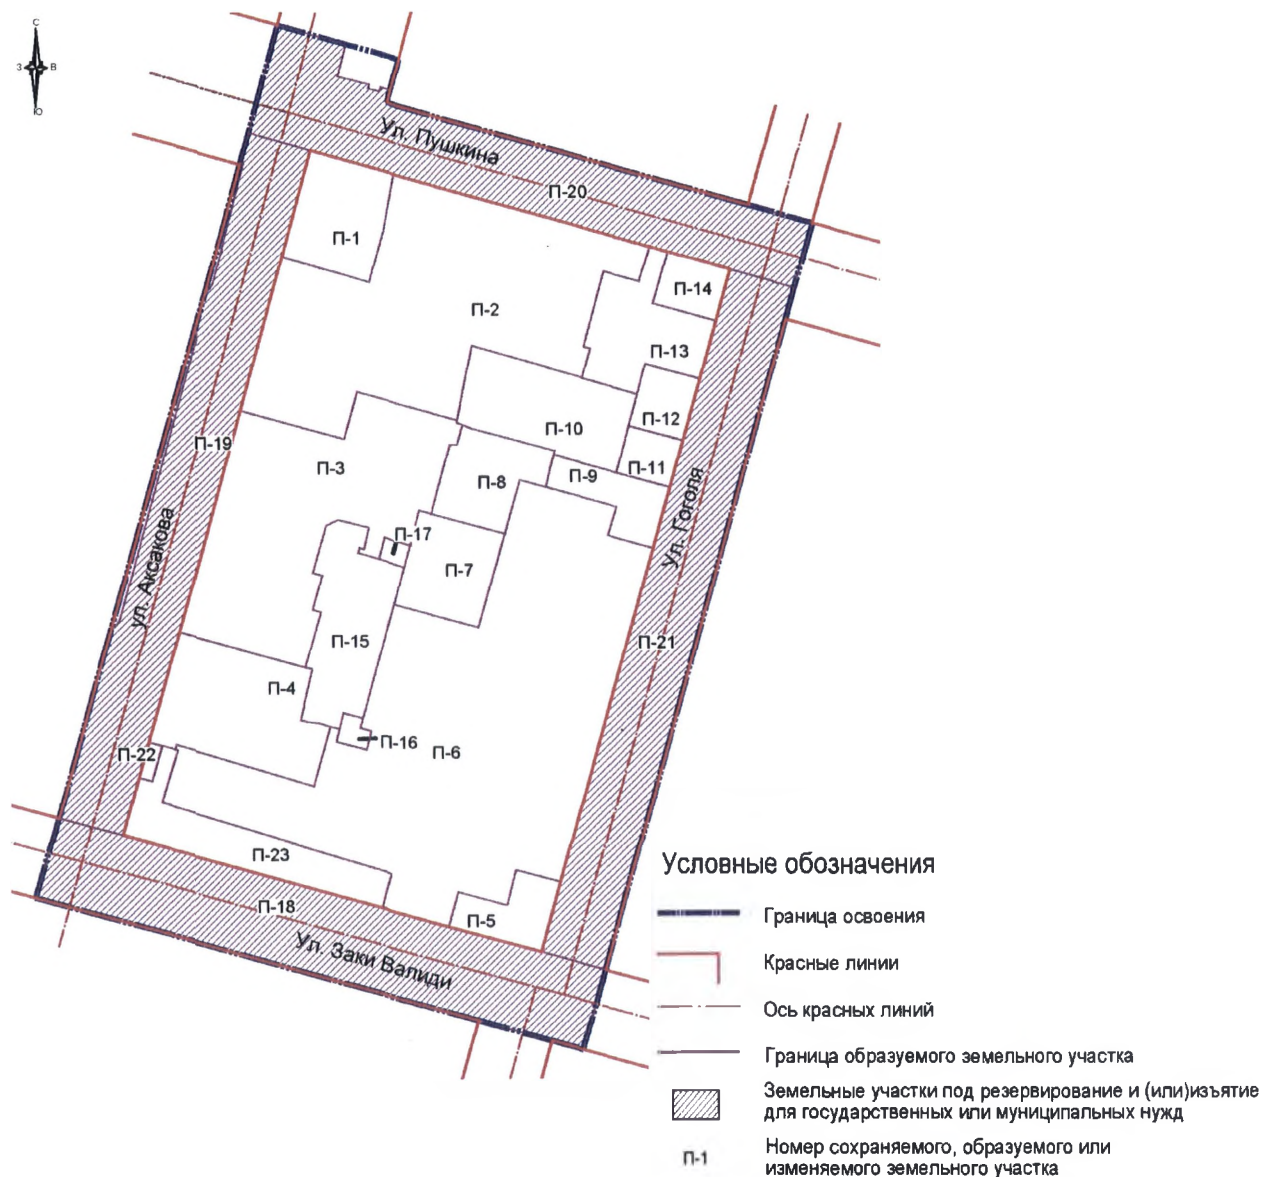 С
З В
Ю
Ул. Пушкина
П-20
П-1
П-14
П-2
П-13
П-12
П-10
П-19
П-11
П-3
П-9
П-8
Ул. Гоголя
П-17
П-7
ул. Аксакова
П-15
П-21
П-4
П-16
П-22
П-6
П-23
П-18
П-5
Ул. Заки Валиди
Условные обозначения
Граница освоения
Красные линии
Ось красных линий
Граница образуемого земельного участка
Земельные участки под резервирование и (или)изъятие
для государственных или муниципальных нужд
П-1
Номер сохраняемого, образуемого или
изменяемого земельного участка